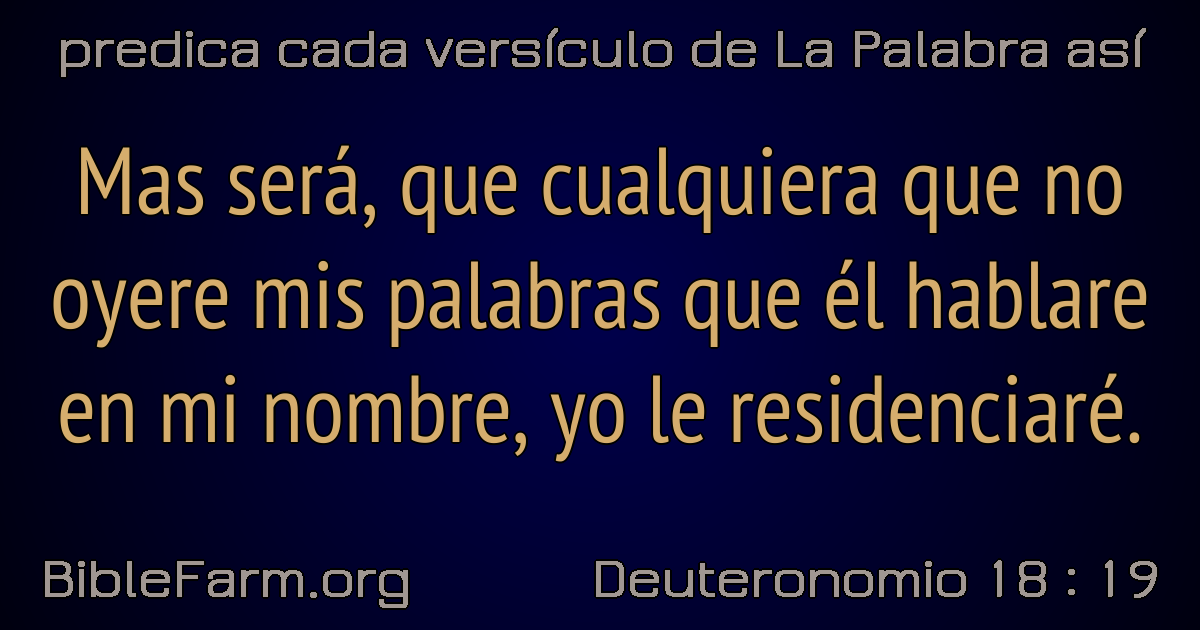 predica cada versículo de La Palabra así
Mas será, que cualquiera que no
oyere mis palabras que él hablare
en mi nombre, yo le residenciaré.
BibleFarm.org
Deuteronomio 18 : 19